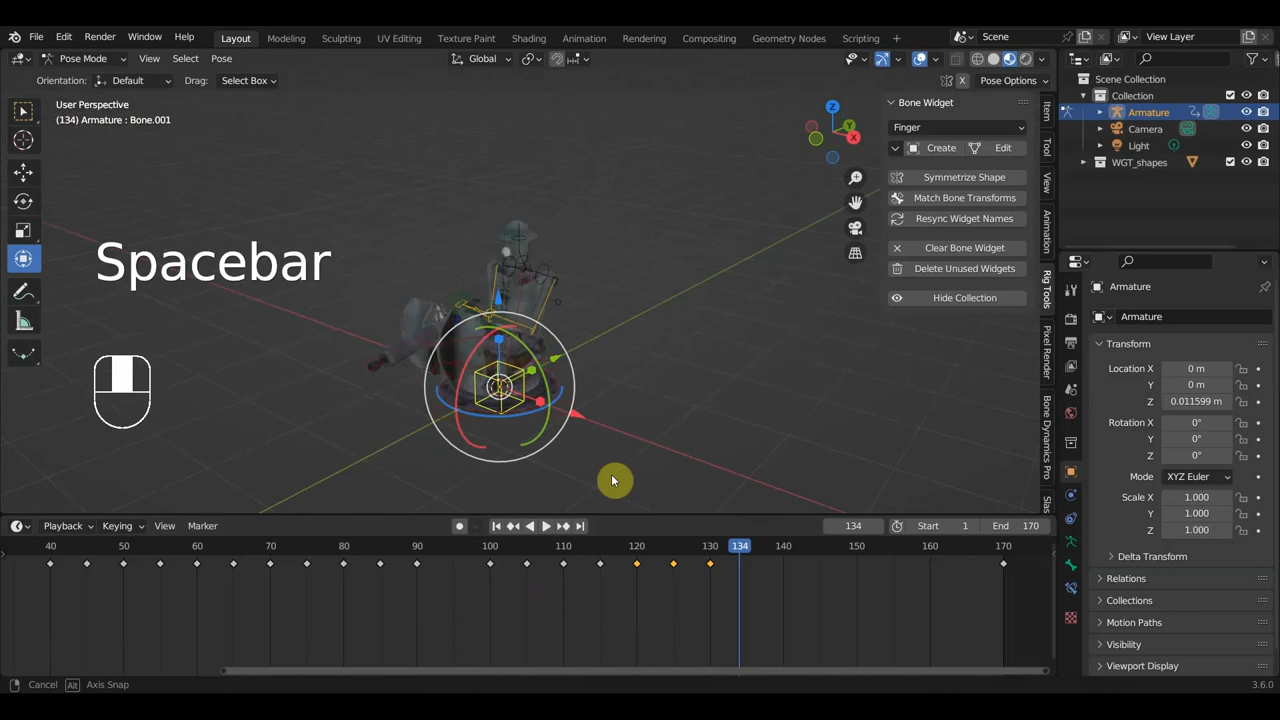 File Edit Render Window Help Layout Modeling Sculpting UV Editing Texture Paint Shading Animation Rendering Compositing Geometry Nodes Scripting + Scene View Layer
Pose Mode View Select Pose Global
Orientation: Default Drag: Select Box X Pose Options
User Perspective
(134) Armature : Bone.001
Spacebar
Z
Y
X
Bone Widget
Finger
Create Edit
Symmetrize Shape
Match Bone Transforms
Resync Widget Names
Clear Bone Widget
Delete Unused Widgets
Hide Collection
Item
Tool
View
Animation
Rig Tools
Pixel Render
Bone Dynamics Pro
Slas
Scene Collection
Collection
Armature
Camera
Light
WGT_shapes
Armature
Armature
Transform
Location X 0 m
Y 0 m
Z 0.011599 m
Rotation X 0°
Y 0°
Z 0°
Mode XYZ Euler
Scale X 1.000
Y 1.000
Z 1.000
Delta Transform
Relations
Collections
Motion Paths
Visibility
Viewport Display
Playback Keying View Marker 134 Start 1 End 170
40 50 60 70 80 90 100 110 120 130 134 140 150 160 170
Cancel Alt Axis Snap 3.6.0